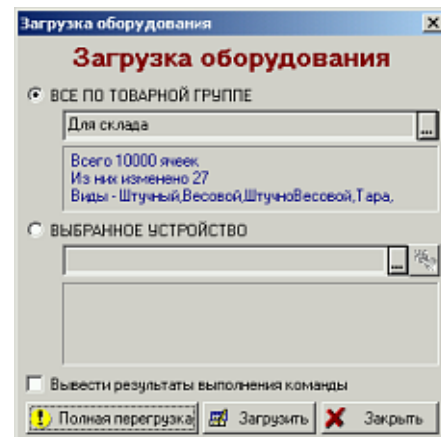 Загрузка оборудования
Загрузка оборудования
ВСЕ ПО ТОВАРНОЙ ГРУППЕ
Для склада ...
Всего 10000 ячеек
Из них изменено 27
Виды - Штучный,Весовой,ШтучноВесовой,Тара,
ВЫБРАННОЕ УСТРОЙСТВО
...
Вывести результаты выполнения команды
Полная перегрузка Загрузить Закрыть